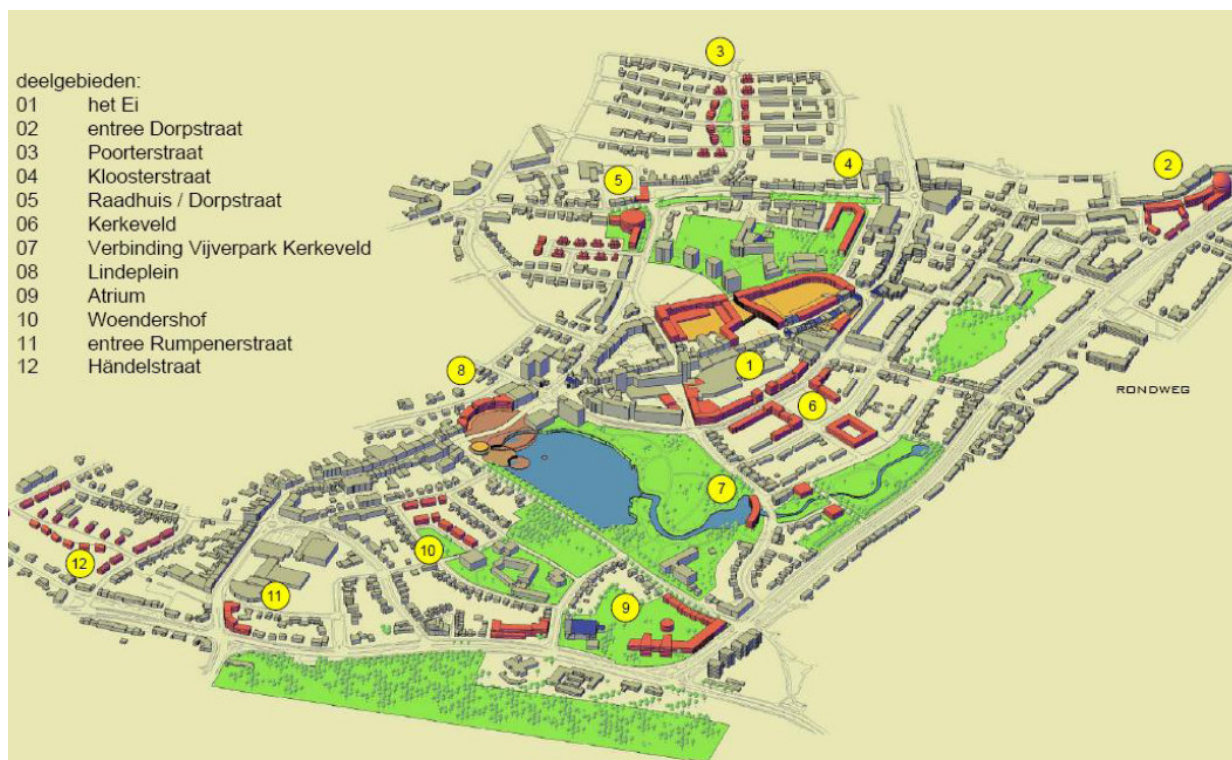 deelgebieden:
01 het Ei
02 entree Dorpstraat
03 Poorterstraat
04 Kloosterstraat
05 Raadhuis / Dorpstraat
06 Kerkeveld
07 Verbinding Vijverpark Kerkeveld
08 Lindeplein
09 Atrium
10 Woendershof
11 entree Rumpenerstraat
12 Händelstraat
3
4
2
5
1
8
RONDWEG
6
7
10
12
11
9